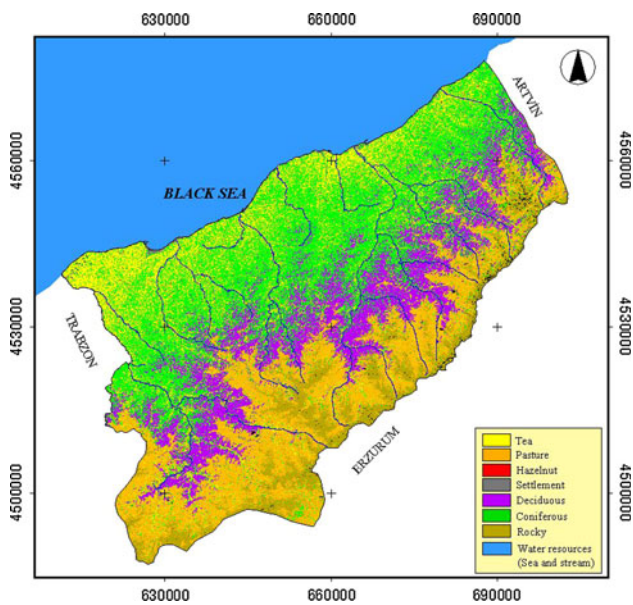 630000 660000 690000
ARTVİN
4560000 4560000
BLACK SEA
4530000 4530000
TRABZON
ERZURUM
4500000 4500000
Tea
Pasture
Hazelnut
Settlement
Deciduous
Coniferous
Rocky
Water resources
(Sea and stream)
630000 660000 690000